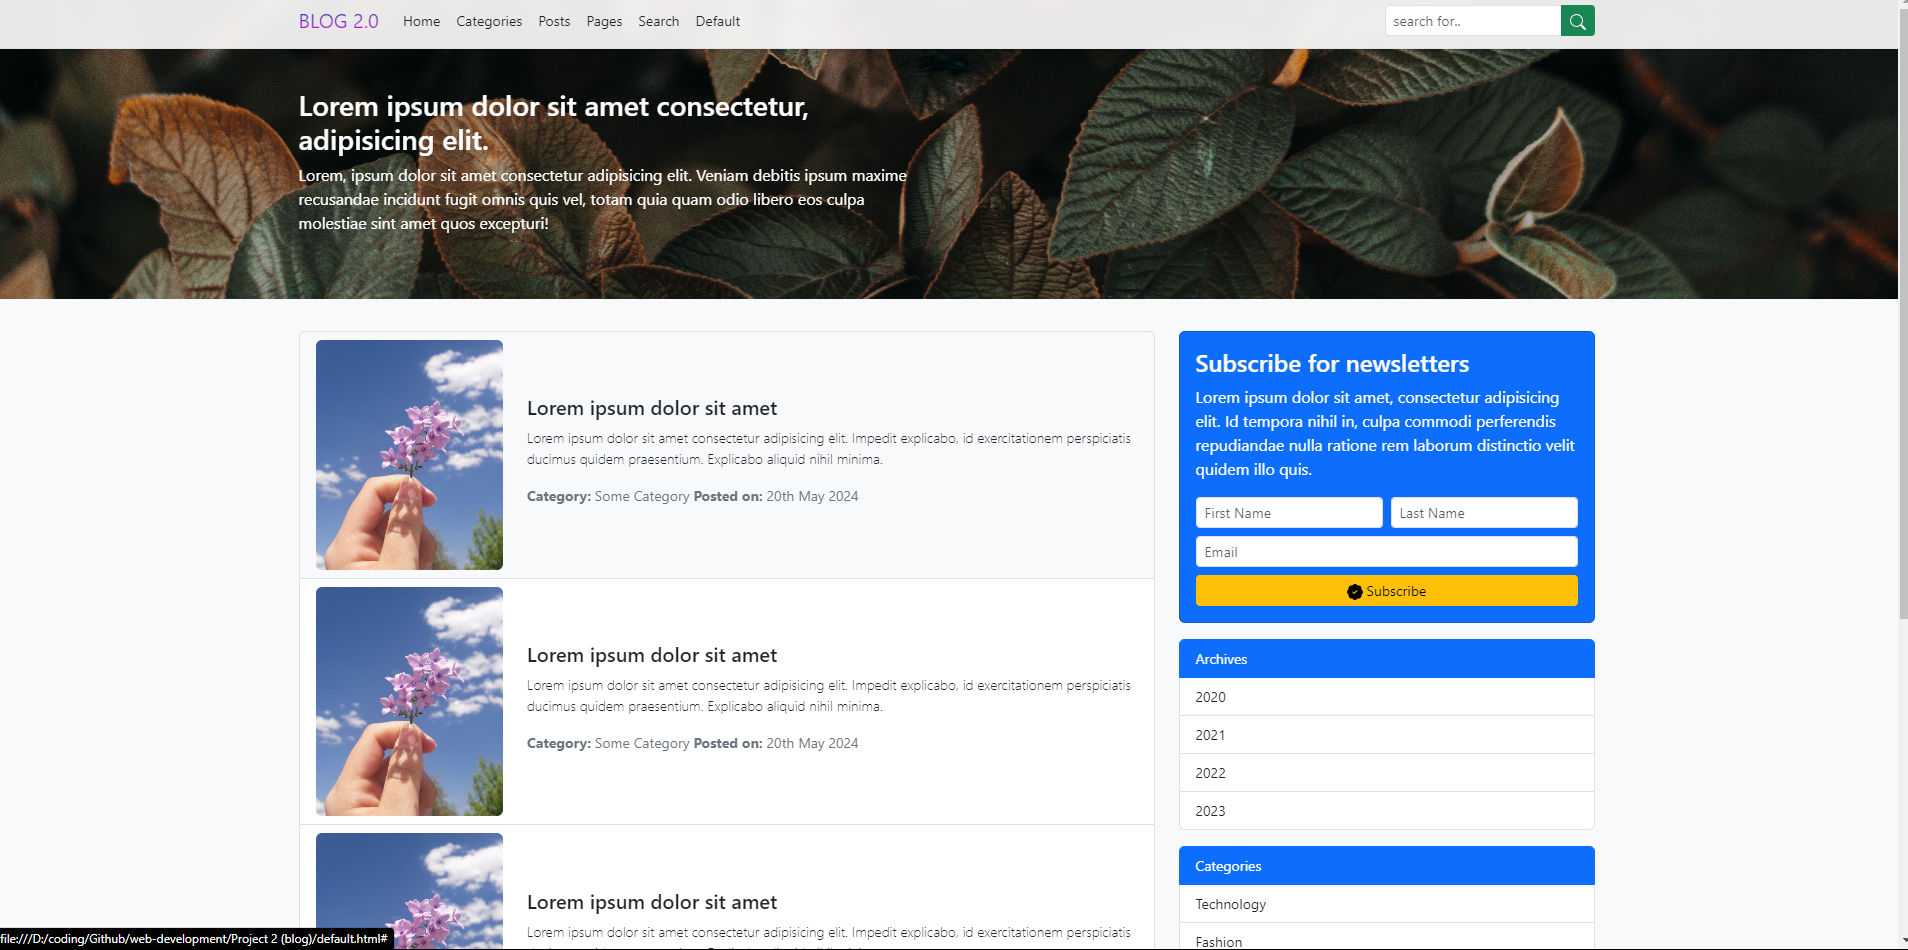 BLOG 2.0 Home Categories Posts Pages Search Default search for..
Lorem ipsum dolor sit amet consectetur,
adipisicing elit.
Lorem, ipsum dolor sit amet consectetur adipisicing elit. Veniam debitis ipsum maxime
recusandae incidunt fugit omnis quis vel, totam quia quam odio libero eos culpa
molestiae sint amet quos excepturi!
Lorem ipsum dolor sit amet
Lorem ipsum dolor sit amet consectetur adipisicing elit. Impedit explicabo, id exercitationem perspiciatis
ducimus quidem praesentium. Explicabo aliquid nihil minima.
Category: Some Category Posted on: 20th May 2024
Lorem ipsum dolor sit amet
Lorem ipsum dolor sit amet consectetur adipisicing elit. Impedit explicabo, id exercitationem perspiciatis
ducimus quidem praesentium. Explicabo aliquid nihil minima.
Category: Some Category Posted on: 20th May 2024
Lorem ipsum dolor sit amet
Lorem ipsum dolor sit amet consectetur adipisicing elit. Impedit explicabo, id exercitationem perspiciatis
Subscribe for newsletters
Lorem ipsum dolor sit amet, consectetur adipisicing
elit. Id tempora nihil in, culpa commodi perferendis
repudiandae nulla ratione rem laborum distinctio velit
quidem illo quis.
First Name Last Name
Email
Subscribe
Archives
2020
2021
2022
2023
Categories
Technology
Fashion
file:///D:/coding/Github/web-development/Project 2 (blog)/default.html#